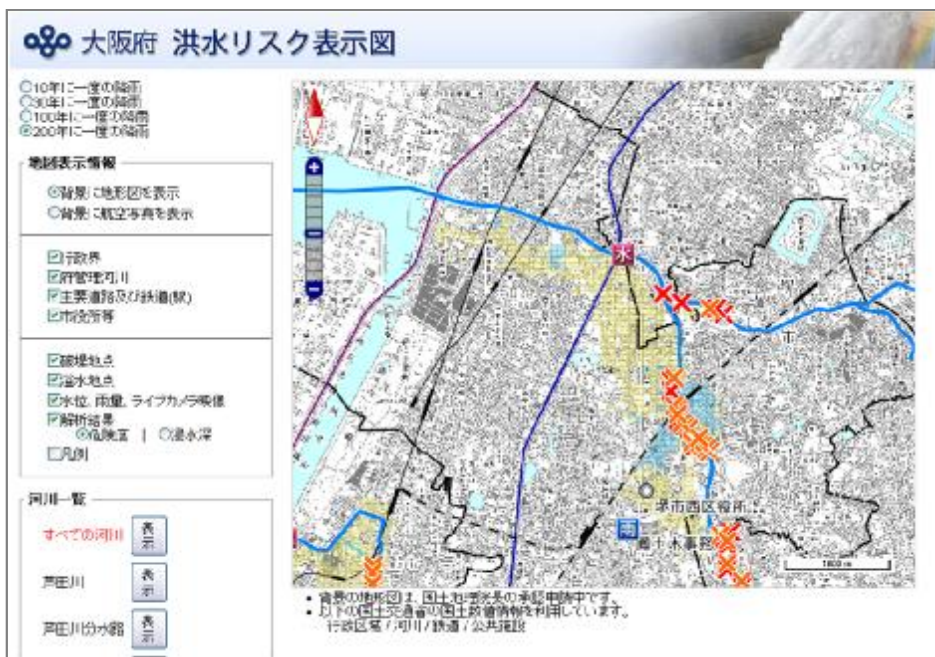 大阪府 洪水リスク表示図
10年に一度の降雨
30年に一度の降雨
100年に一度の降雨
200年に一度の降雨
地図表示情報
背景に地形図を表示
背景に航空写真を表示
行政界
府管理河川
主要道路及び鉄道(駅)
市役所等
破堤地点
溢水地点
水位、雨量、ライブカメラ映像
解析結果
危険度 | 浸水深
凡例
河川一覧
すべての河川 表示
芦田川 表示
芦田川分水路 表示
水
堺市西区役所
鳳土木事務
背景の地形図は、国土地理院長の承認申請中です。
以下の国土交通省の国土数値情報を利用しています。
行政区域 / 河川 / 鉄道 / 公共施設